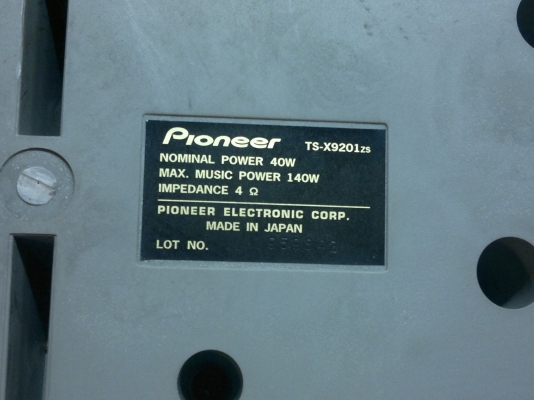 Pioneer TS-X9201zs
NOMINAL POWER 40W
MAX. MUSIC POWER 140W
IMPEDANCE 4 Ω
PIONEER ELECTRONIC CORP.
MADE IN JAPAN
LOT NO.